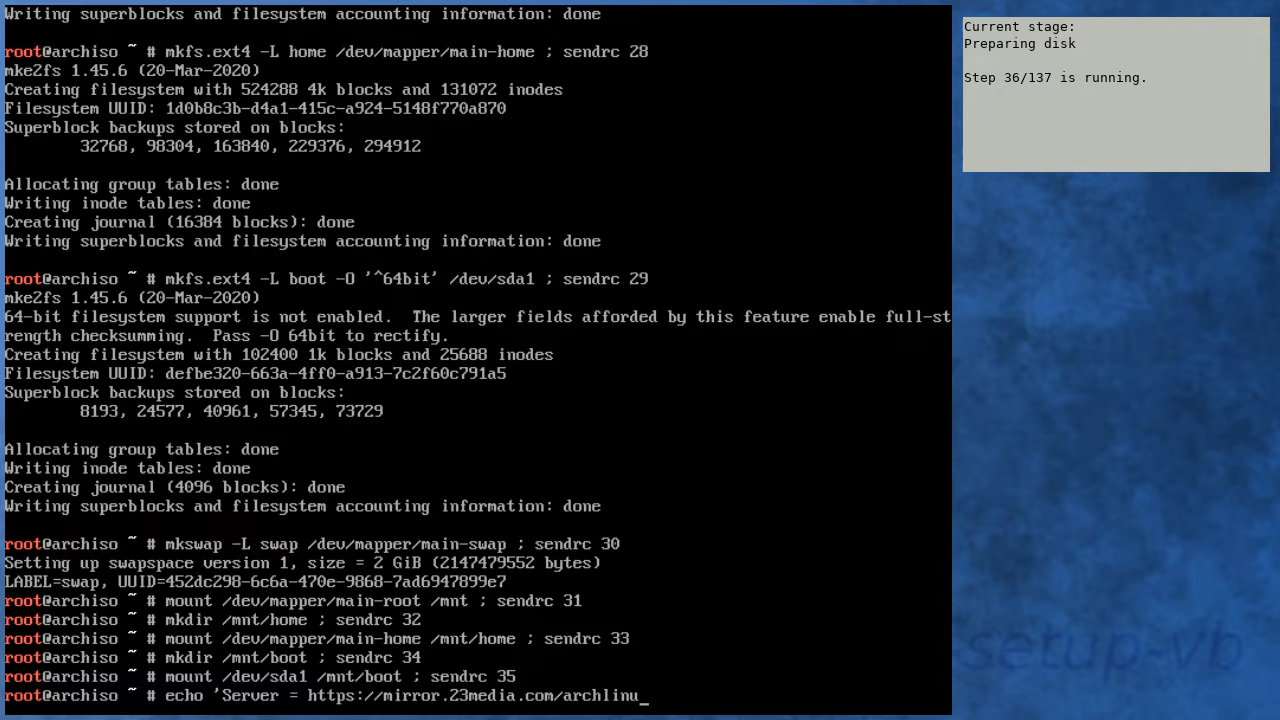 Writing superblocks and filesystem accounting information: done
root@archiso ~ # mkfs.ext4 -L home /dev/mapper/main-home ; sendrc 28
mke2fs 1.45.6 (20-Mar-2020)
Creating filesystem with 524288 4k blocks and 131072 inodes
Filesystem UUID: 1d0b8c3b-d4a1-415c-a924-5148f770a870
Superblock backups stored on blocks:
32768, 98304, 163840, 229376, 294912
Allocating group tables: done
Writing inode tables: done
Creating journal (16384 blocks): done
Writing superblocks and filesystem accounting information: done
root@archiso ~ # mkfs.ext4 -L boot -O '^64bit' /dev/sda1 ; sendrc 29
mke2fs 1.45.6 (20-Mar-2020)
64-bit filesystem support is not enabled.  The larger fields afforded by this feature enable full-st
rength checksumming.  Pass -O 64bit to rectify.
Creating filesystem with 102400 1k blocks and 25688 inodes
Filesystem UUID: defbe320-663a-4ff0-a913-7c2f60c791a5
Superblock backups stored on blocks:
8193, 24577, 40961, 57345, 73729
Allocating group tables: done
Writing inode tables: done
Creating journal (4096 blocks): done
Writing superblocks and filesystem accounting information: done
root@archiso ~ # mkswap -L swap /dev/mapper/main-swap ; sendrc 30
Setting up swapspace version 1, size = 2 GiB (2147479552 bytes)
LABEL=swap, UUID=452dc298-6c6a-470e-9868-7ad6947899e7
root@archiso ~ # mount /dev/mapper/main-root /mnt ; sendrc 31
root@archiso ~ # mkdir /mnt/home ; sendrc 32
root@archiso ~ # mount /dev/mapper/main-home /mnt/home ; sendrc 33
root@archiso ~ # mkdir /mnt/boot ; sendrc 34
root@archiso ~ # mount /dev/sda1 /mnt/boot ; sendrc 35
root@archiso ~ # echo 'Server = https://mirror.23media.com/archlinu_
Current stage:
Preparing disk
Step 36/137 is running.
setup-vb